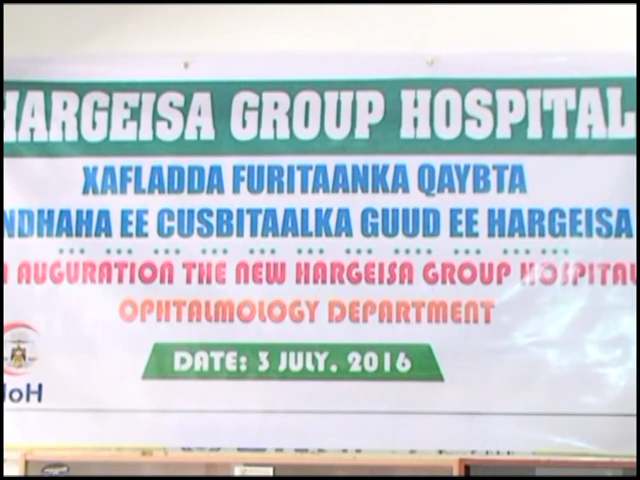 HARGEISA GROUP HOSPITAL
XAFLADDA FURITAANKA QAYBTA
NDHAHA EE CUSBITAALKA GUUD EE HARGEISA
AUGURATION THE NEW HARGEISA GROUP HOSPITAL
OPHTALMOLOGY DEPARTMENT
DATE: 3 JULY, 2016
MoH